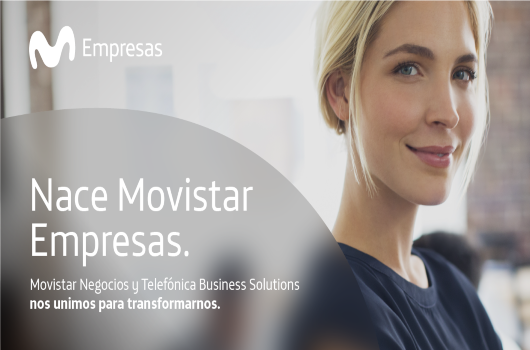 Empresas
Nace Movistar
Empresas.
Movistar Negocios y Telefónica Business Solutions
nos unimos para transformarnos.